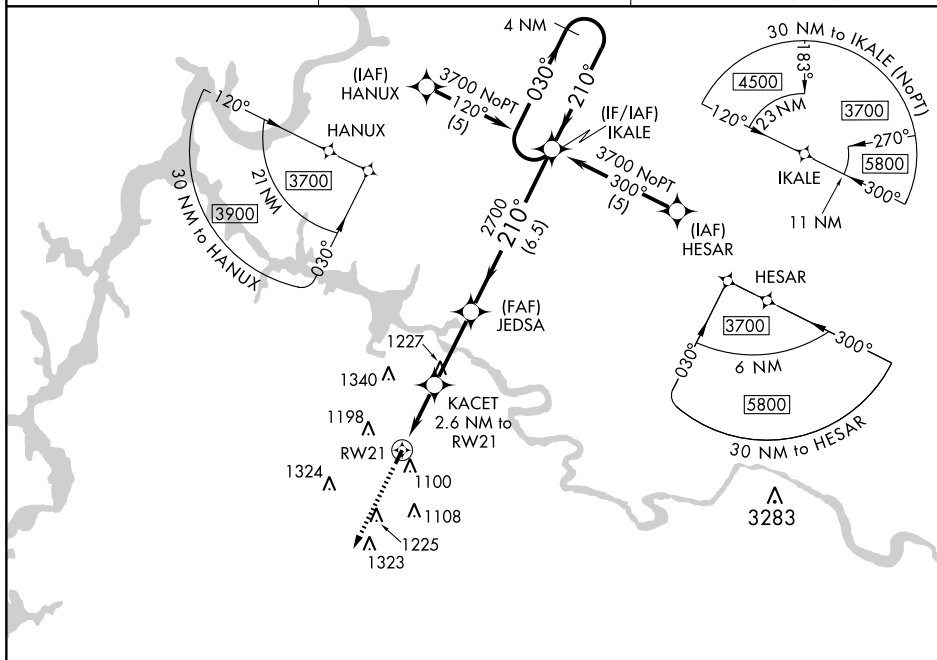 4 NM
030°
210°
(IAF)
HANUX
3700 NoPT
120°
(5)
(IF/IAF)
IKALE
3700 NoPT
300°
(5)
(IAF)
HESAR
2700
210°
(6.5)
(FAF)
JEDSA
1227
1340
KACET
2.6 NM to
RW21
1198
RW21
1324
1100
1108
1225
1323
120°
HANUX
3700
21 NM
3900
30 NM to HANUX
030°
30 NM to IKALE (NoPT)
183°
4500
23 NM
120°
3700
270°
5800
IKALE
300°
11 NM
HESAR
3700
030°
300°
6 NM
5800
30 NM to HESAR
3283